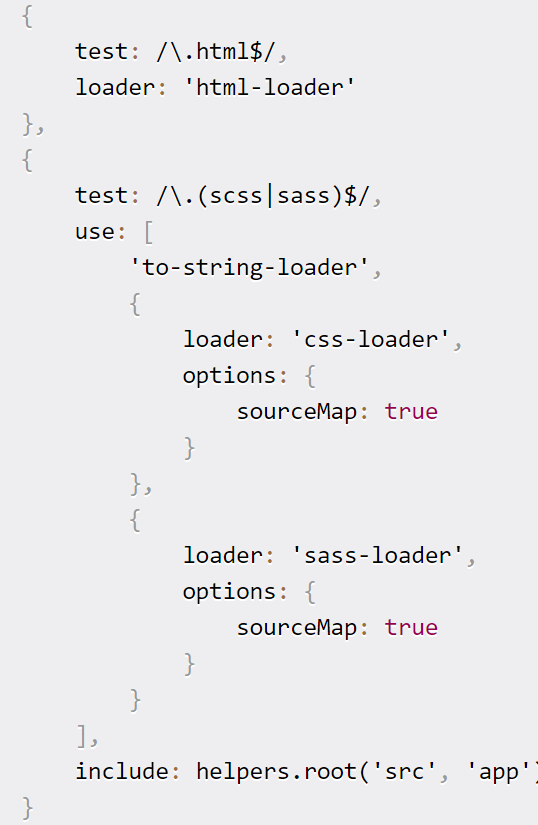 {
    test: /\.html$/,
    loader: 'html-loader'
},
{
    test: /\.(scss|sass)$/,
    use: [
        'to-string-loader',
        {
            loader: 'css-loader',
            options: {
                sourceMap: true
            }
        },
        {
            loader: 'sass-loader',
            options: {
                sourceMap: true
            }
        }
    ],
    include: helpers.root('src', 'app')
}